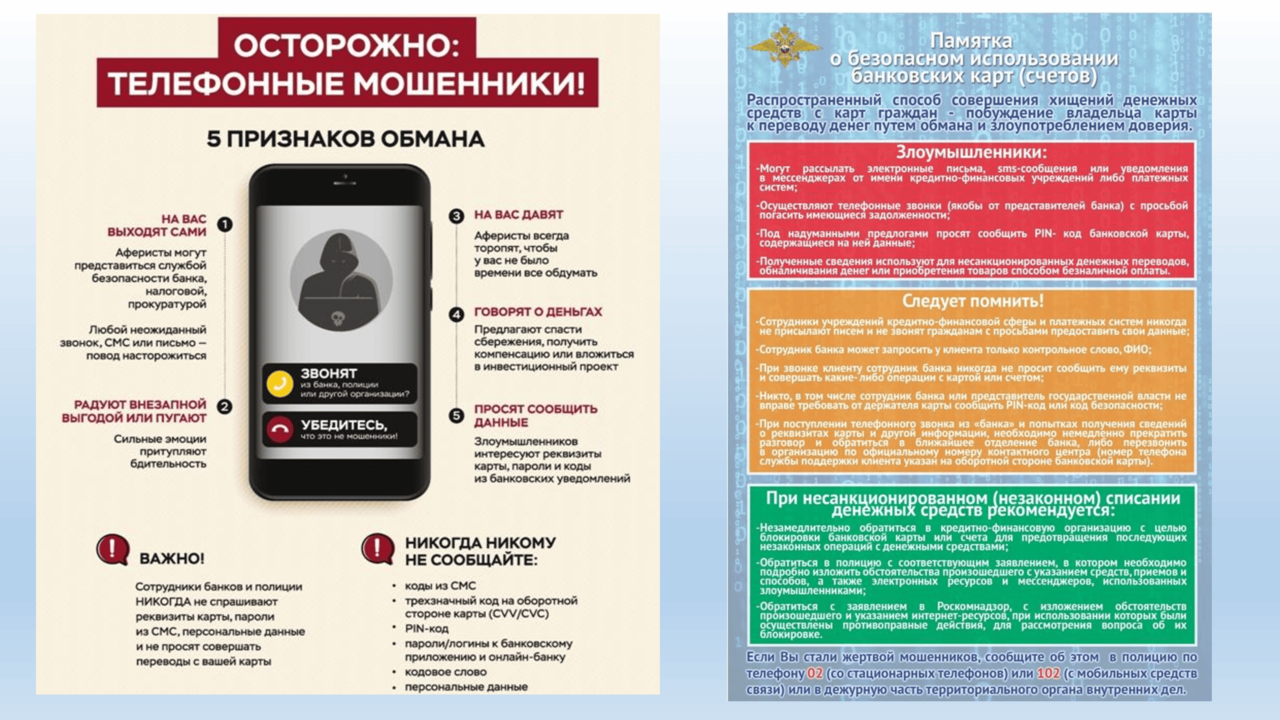 ОСТОРОЖНО:
ТЕЛЕФОННЫЕ МОШЕННИКИ!
5 ПРИЗНАКОВ ОБМАНА
1
НА ВАС
ВЫХОДЯТ САМИ
Аферисты могут
представиться службой
безопасности банка,
налоговой,
прокуратурой
Любой неожиданный
звонок, СМС или письмо –
повод насторожиться
2
РАДУЮТ ВНЕЗАПНОЙ
ВЫГОДОЙ ИЛИ ПУГАЮТ
Сильные эмоции
притупляют
бдительность
ЗВОНЯТ
из банка, полиции
или другой организации?
УБЕДИТЕСЬ,
что это не мошенники!
3
НА ВАС ДАВЯТ
Аферисты всегда
торопят, чтобы
у вас не было
времени все обдумать
4
ГОВОРЯТ О ДЕНЬГАХ
Предлагают спасти
сбережения, получить
компенсацию или вложиться
в инвестиционный проект
5
ПРОСЯТ СООБЩИТЬ
ДАННЫЕ
Злоумышленников
интересуют реквизиты
карты, пароли и коды
из банковских уведомлений
ВАЖНО!
Сотрудники банков и полиции
НИКОГДА не спрашивают
реквизиты карты, пароли
из СМС, персональные данные
и не просят совершать
переводы с вашей карты
НИКОГДА НИКОМУ
НЕ СООБЩАЙТЕ:
• коды из СМС
• трехзначный код на оборотной
стороне карты (CVV/CVC)
• PIN-код
• пароли/логины к банковскому
приложению и онлайн-банку
• кодовое слово
• персональные данные
Памятка
о безопасном использовании
банковских карт (счетов)
Распространенный способ совершения хищений денежных
средств с карт граждан - побуждение владельца карты
к переводу денег путем обмана и злоупотреблением доверия.
Злоумышленники:
-Могут рассылать электронные письма, sms-сообщения или уведомления
в мессенджерах от имени кредитно-финансовых учреждений либо платежных
систем;
-Осуществляют телефонные звонки (якобы от представителей банка) с просьбой
погасить имеющиеся задолженности;
-Под надуманными предлогами просят сообщить PIN- код банковской карты,
содержащиеся на ней данные;
-Полученные сведения используют для несанкционированных денежных переводов,
обналичивания денег или приобретения товаров способом безналичной оплаты.
Следует помнить!
-Сотрудники учреждений кредитно-финансовой сферы и платежных систем никогда
не присылают писем и не звонят гражданам с просьбами предоставить свои данные;
-Сотрудник банка может запросить у клиента только контрольное слово, ФИО;
-При звонке клиенту сотрудник банка никогда не просит сообщить ему реквизиты
и совершать какие-либо операции с картой или счетом;
-Никто, в том числе сотрудник банка или представитель государственной власти не
вправе требовать от держателя карты сообщить PIN-код или код безопасности;
-При поступлении телефонного звонка из «банка» и попытках получения сведений
о реквизитах карты и другой информации, необходимо немедленно прекратить
разговор и обратиться в ближайшее отделение банка, либо перезвонить
в организацию по официальному номеру контактного центра (номер телефона
службы поддержки клиента указан на оборотной стороне банковской карты).
При несанкционированном (незаконном) списании
денежных средств рекомендуется:
-Незамедлительно обратиться в кредитно-финансовую организацию с целью
блокировки банковской карты или счета для предотвращения последующих
незаконных операций с денежными средствами;
-Обратиться в полицию с соответствующим заявлением, в котором необходимо
подробно изложить обстоятельства произошедшего с указанием средств, приемов и
способов, а также электронных ресурсов и мессенджеров, использованных
злоумышленниками;
-Обратиться с заявлением в Роскомнадзор, с изложением обстоятельств
произошедшего и указанием интернет-ресурсов, при использовании которых были
осуществлены противоправные действия, для рассмотрения вопроса об их
блокировке.
Если Вы стали жертвой мошенников, сообщите об этом в полицию по
телефону 02 (со стационарных телефонов) или 102 (с мобильных средств
связи) или в дежурную часть территориального органа внутренних дел.